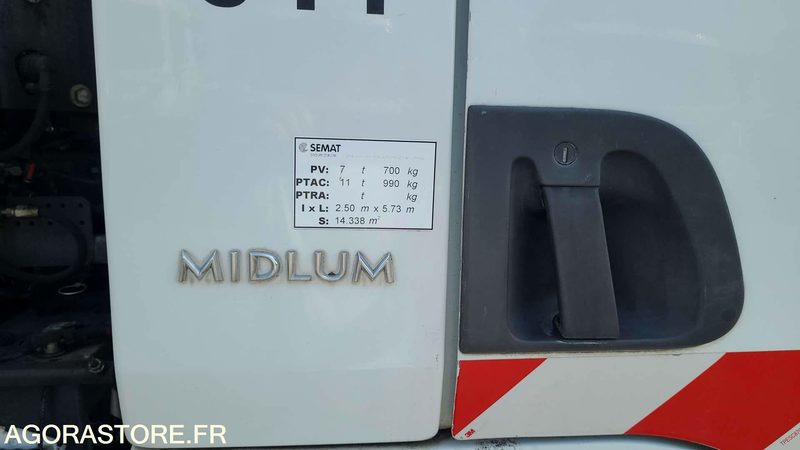 SEMAT
PV: 7 t 700 kg
PTAC: 11 t 990 kg
PTRA: t kg
l x L: 2.50 m x 5.73 m
S: 14.338 m²
MIDLUM
3M
AGORASTORE.FR